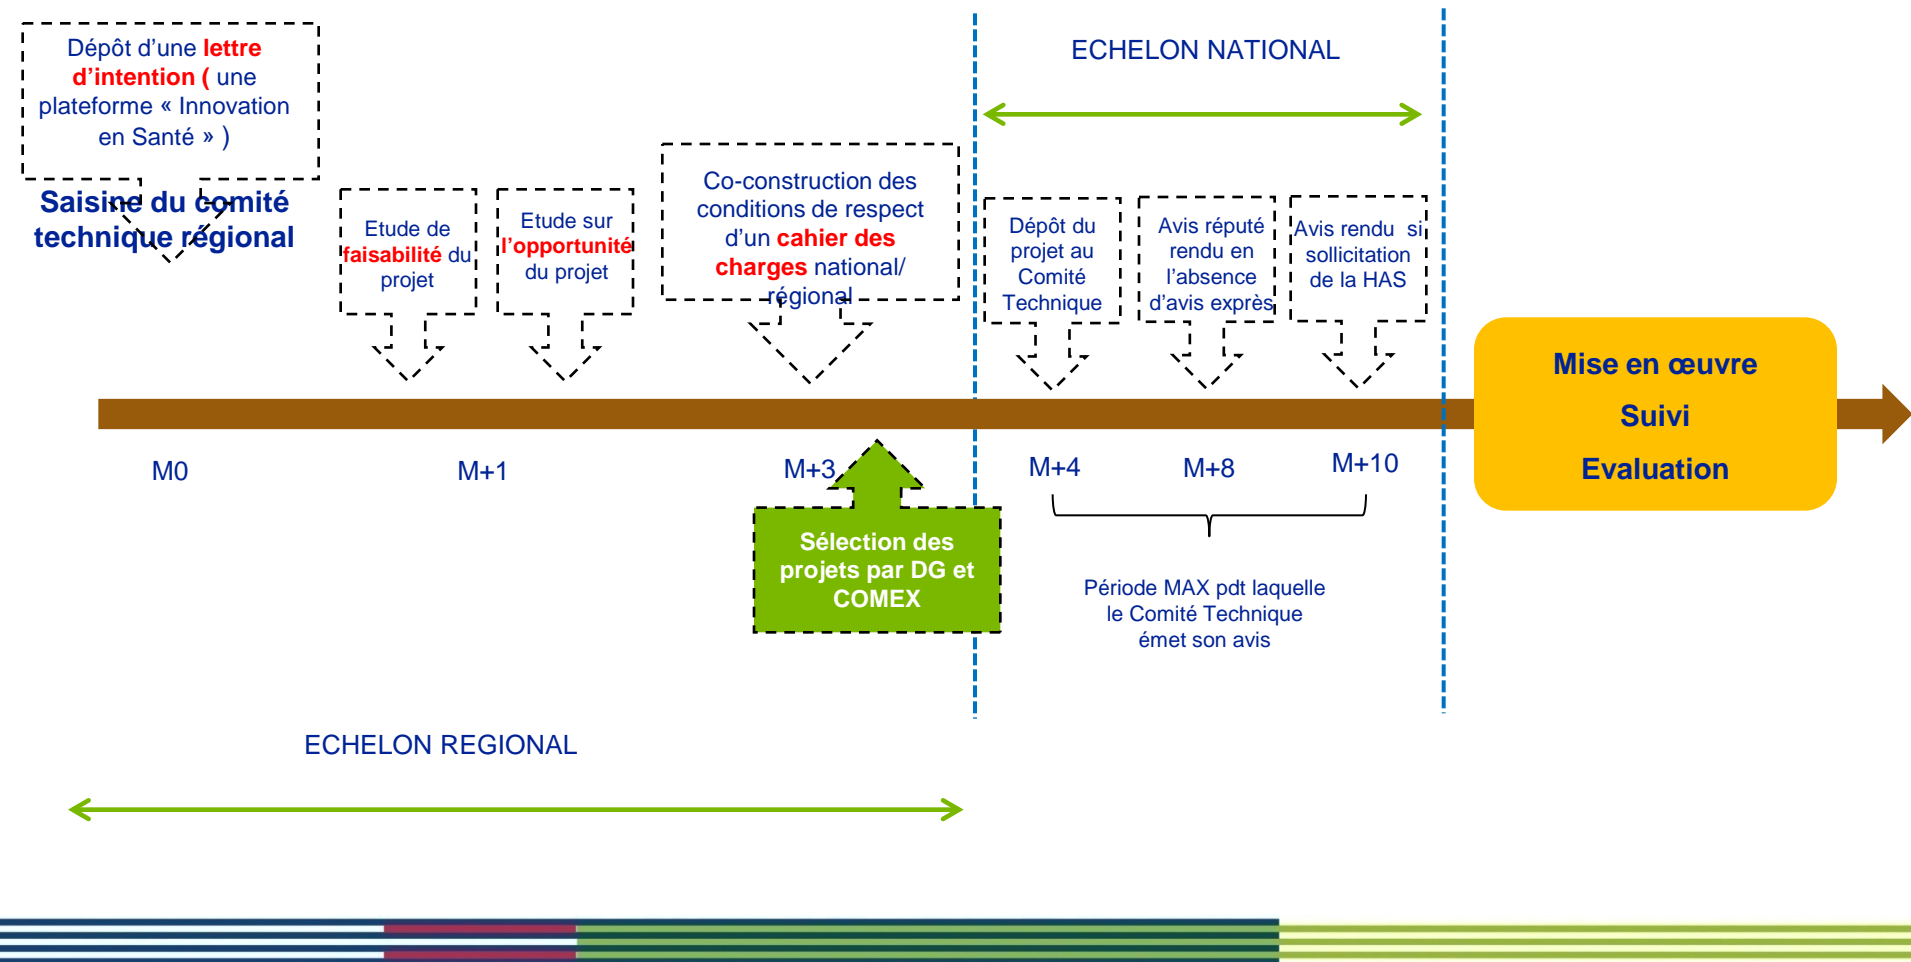 Dépôt d’une lettre
d’intention ( une
plateforme « Innovation
en Santé » )
Saisine du comité
technique régional
Etude de
faisabilité du
projet
Etude sur
l’opportunité
du projet
Co-construction des
conditions de respect
d’un cahier des
charges national/
régional
ECHELON NATIONAL
Dépôt du
projet au
Comité
Technique
Avis réputé
rendu en
l’absence
d’avis exprès
Avis rendu si
sollicitation
de la HAS
Mise en œuvre
Suivi
Evaluation
M0
M+1
M+3
M+4
M+8
M+10
Sélection des
projets par DG et
COMEX
Période MAX pdt laquelle
le Comité Technique
émet son avis
ECHELON REGIONAL